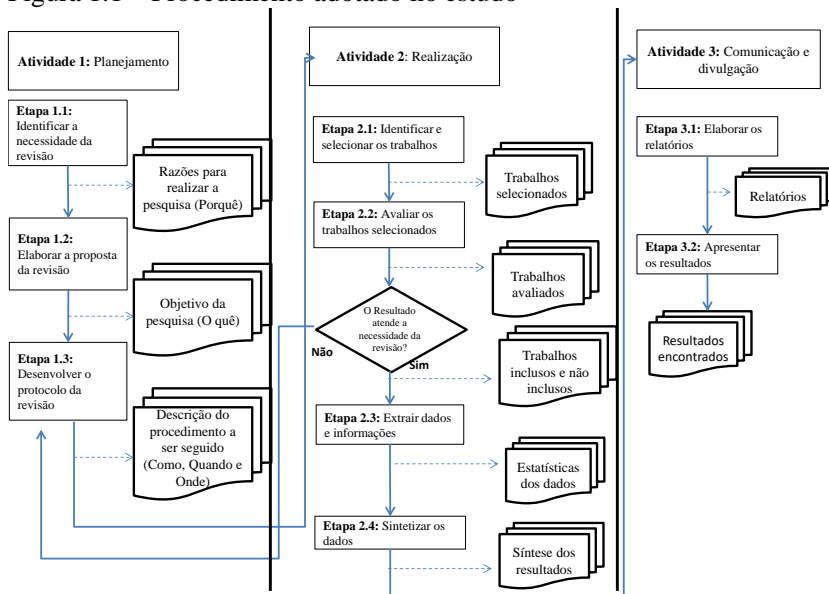 Figura 1.1 – Procedimento adotado no estudo
Atividade 1: Planejamento
Etapa 1.1:
Identificar a
necessidade da
revisão
Razões para
realizar a
pesquisa (Porquê)
Etapa 1.2:
Elaborar a proposta
da revisão
Objetivo da
pesquisa (O quê)
Etapa 1.3:
Desenvolver o
protocolo da
revisão
Descrição do
procedimento a
ser seguido
(Como, Quando e
Onde)
Atividade 2: Realização
Etapa 2.1: Identificar e
selecionar os trabalhos
Trabalhos
selecionados
Etapa 2.2: Avaliar os
trabalhos selecionados
Trabalhos
avaliados
O Resultado
atende a
necessidade da
revisão?
Não
Sim
Trabalhos
inclusos e não
inclusos
Etapa 2.3: Extrair dados
e informações
Estatísticas
dos dados
Etapa 2.4: Sintetizar os
dados
Síntese dos
resultados
Atividade 3: Comunicação e
divulgação
Etapa 3.1: Elaborar os
relatórios
Relatórios
Etapa 3.2: Apresentar
os resultados
Resultados
encontrados